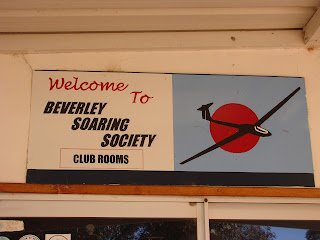 Welcome
To
BEVERLEY
SOARING
SOCIETY
CLUB ROOMS